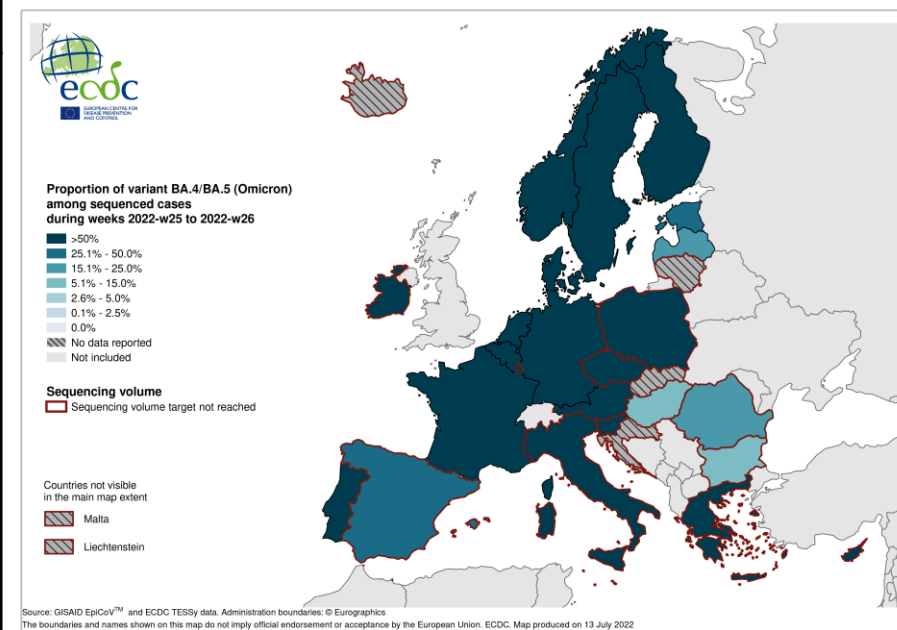 ecdc
EUROPEAN CENTRE FOR
DISEASE PREVENTION
AND CONTROL
Proportion of variant BA.4/BA.5 (Omicron)
among sequenced cases
during weeks 2022-w25 to 2022-w26
>50%
25.1% - 50.0%
15.1% - 25.0%
5.1% - 15.0%
2.6% - 5.0%
0.1% - 2.5%
0.0%
No data reported
Not included
Sequencing volume
Sequencing volume target not reached
Countries not visible
in the main map extent
Malta
Liechtenstein
Source: GISAID EpiCoV™ and ECDC TESSy data. Administration boundaries: © Eurographics
The boundaries and names shown on this map do not imply official endorsement or acceptance by the European Union. ECDC. Map produced on 13 July 2022